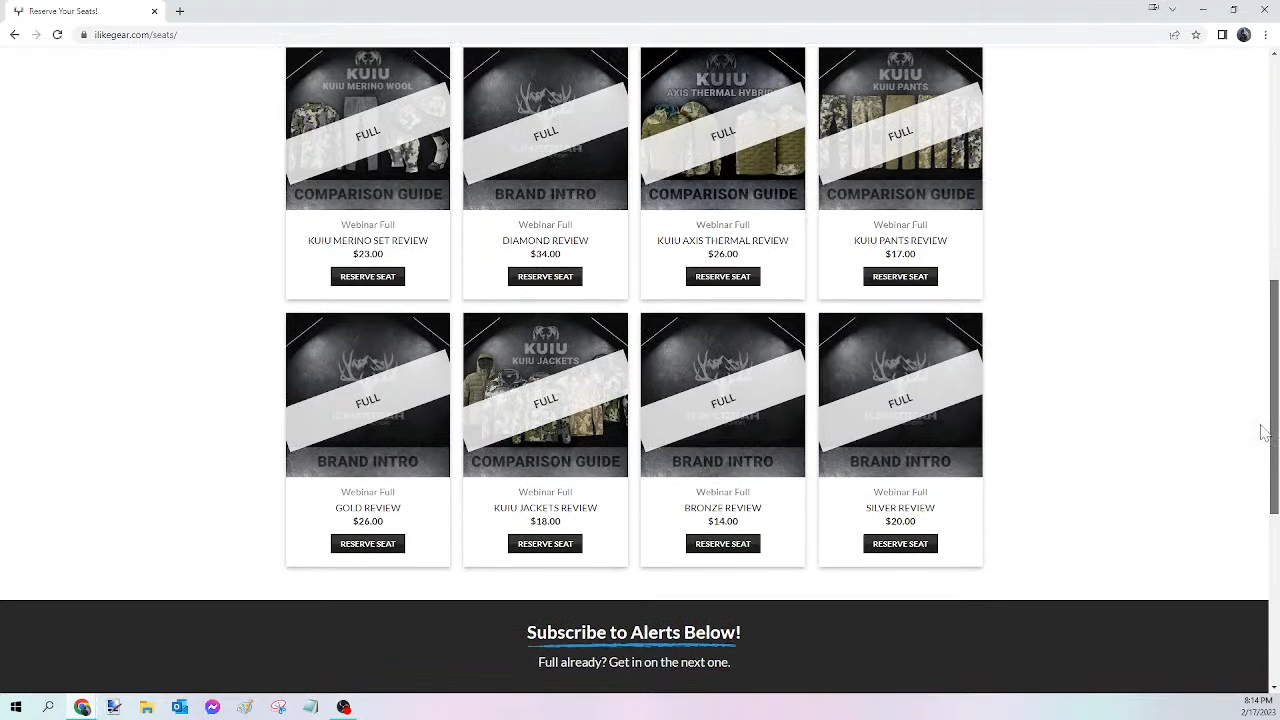 Reserve Your Seats!
ilikegear.com/seats/
KUIU
KUIU MERINO WOOL
FULL
COMPARISON GUIDE
Webinar Full
KUIU MERINO SET REVIEW
$23.00
RESERVE SEAT
FULL
BRAND INTRO
Webinar Full
DIAMOND REVIEW
$34.00
RESERVE SEAT
KUIU
AXIS THERMAL HYBRID
FULL
COMPARISON GUIDE
Webinar Full
KUIU AXIS THERMAL REVIEW
$26.00
RESERVE SEAT
KUIU
KUIU PANTS
FULL
COMPARISON GUIDE
Webinar Full
KUIU PANTS REVIEW
$17.00
RESERVE SEAT
FULL
BRAND INTRO
Webinar Full
GOLD REVIEW
$26.00
RESERVE SEAT
KUIU
KUIU JACKETS
FULL
COMPARISON GUIDE
Webinar Full
KUIU JACKETS REVIEW
$18.00
RESERVE SEAT
FULL
BRAND INTRO
Webinar Full
BRONZE REVIEW
$14.00
RESERVE SEAT
FULL
BRAND INTRO
Webinar Full
SILVER REVIEW
$20.00
RESERVE SEAT
Subscribe to Alerts Below!
Full already? Get in on the next one.
8:14 PM
2/17/2023